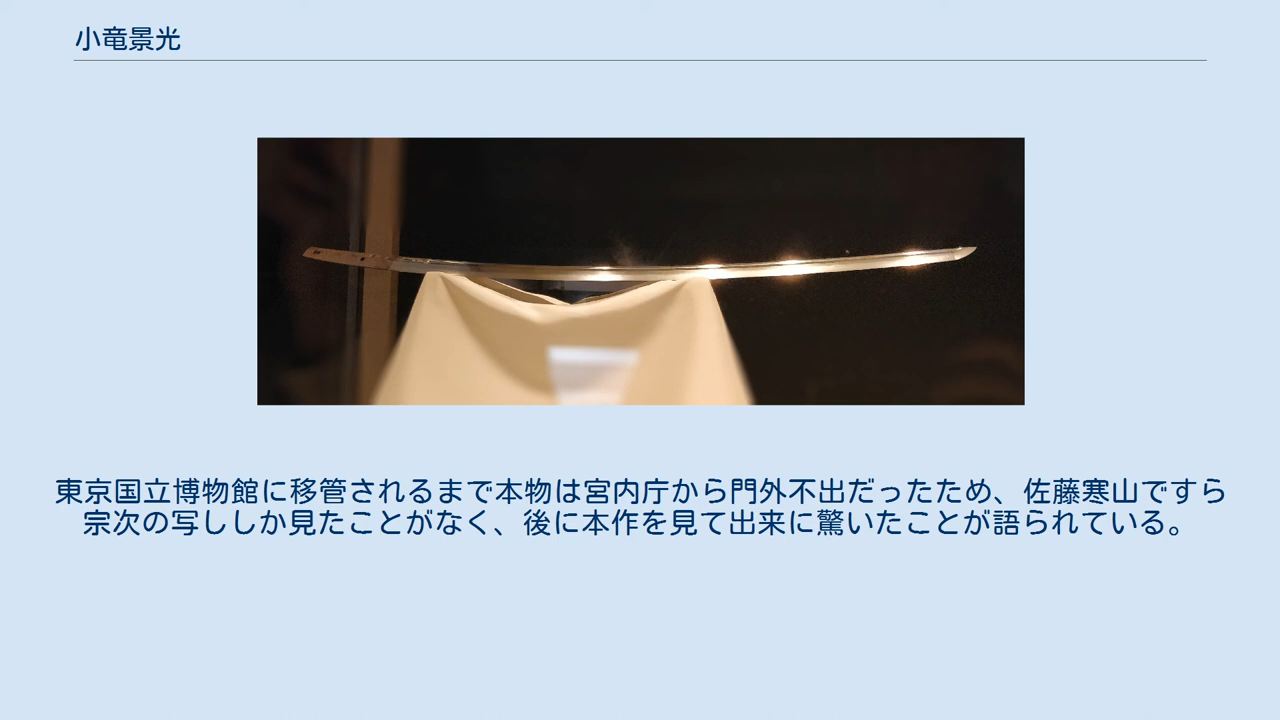 小竜景光
東京国立博物館に移管されるまで本物は宮内庁から門外不出だったため、佐藤寒山ですら
宗次の写ししか見たことがなく、後に本作を見て出来に驚いたことが語られている。